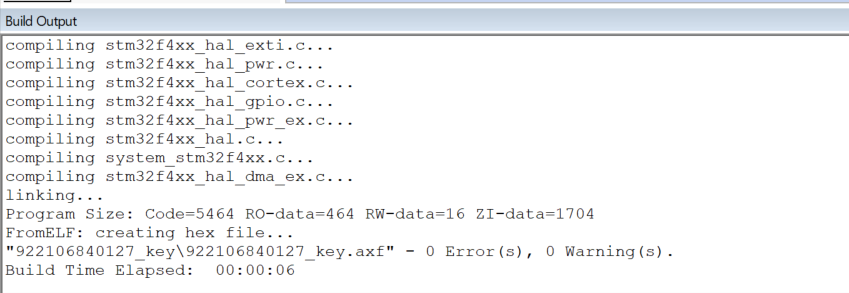 Build Output
compiling stm32f4xx_hal_exti.c...
compiling stm32f4xx_hal_pwr.c...
compiling stm32f4xx_hal_cortex.c...
compiling stm32f4xx_hal_gpio.c...
compiling stm32f4xx_hal_pwr_ex.c...
compiling stm32f4xx_hal.c...
compiling system_stm32f4xx.c...
compiling stm32f4xx_hal_dma_ex.c...
linking...
Program Size: Code=5464 RO-data=464 RW-data=16 ZI-data=1704
FromELF: creating hex file...
"922106840127_key\922106840127_key.axf" - 0 Error(s), 0 Warning(s).
Build Time Elapsed:  00:00:06